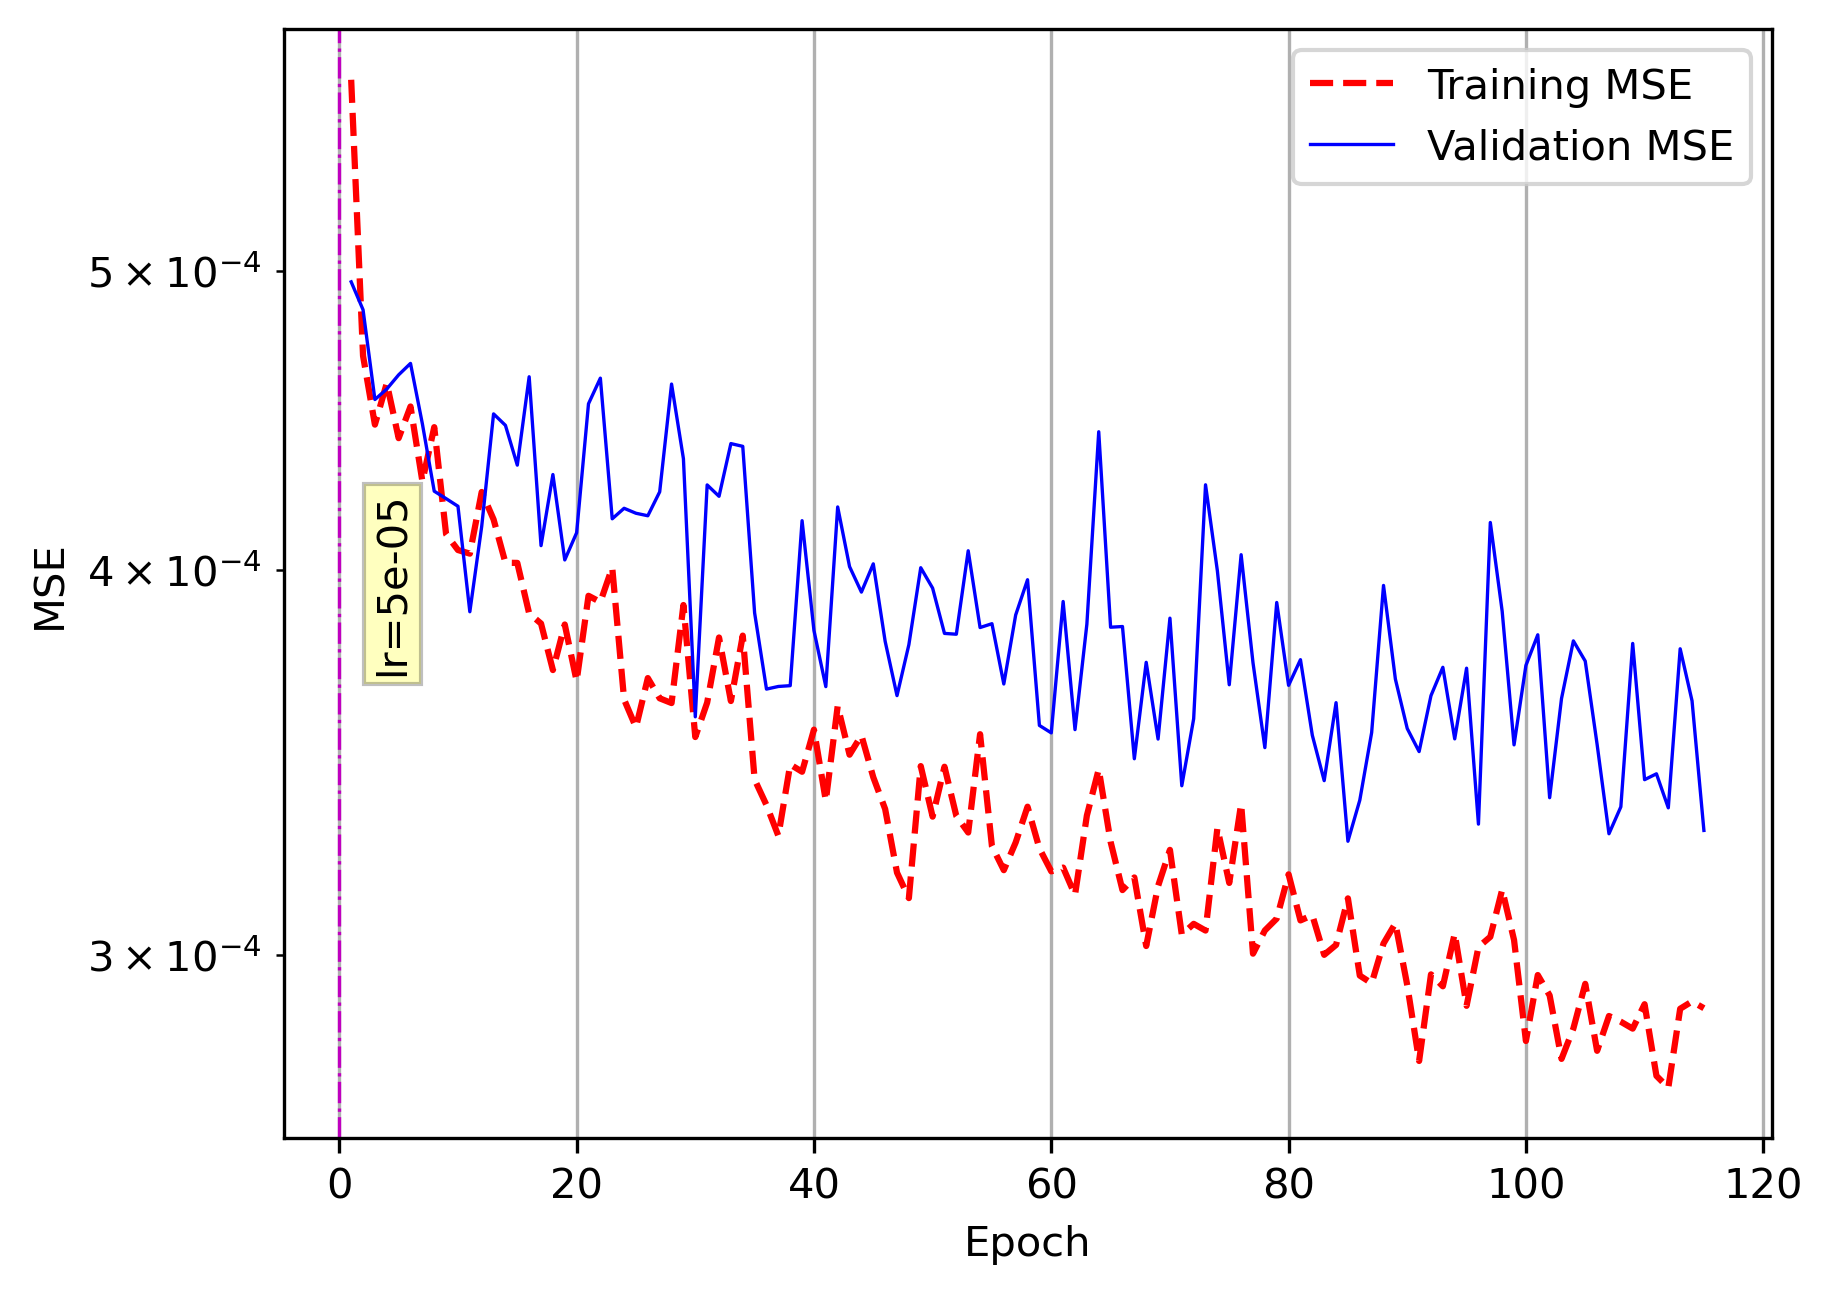 Training MSE
Validation MSE
5 × 10⁻⁴
4 × 10⁻⁴
3 × 10⁻⁴
MSE
lr=5e-05
0 20 40 60 80 100 120
Epoch